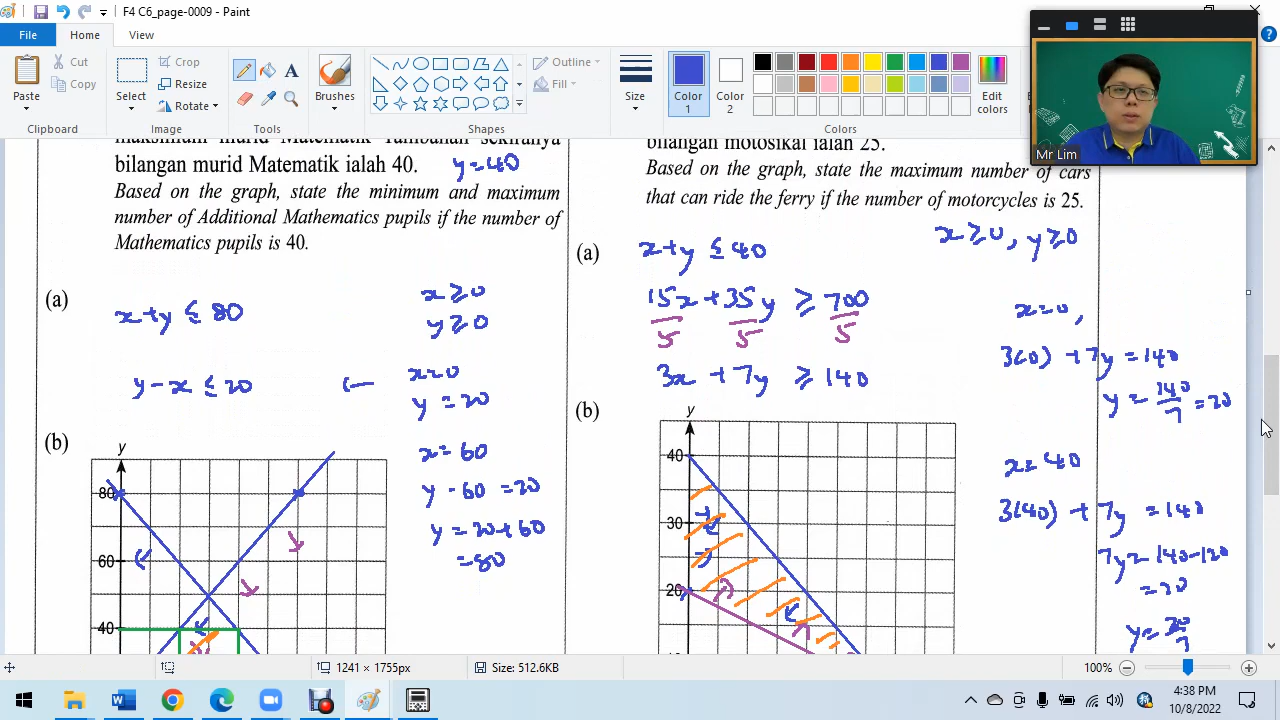 F4 C6_page-0009 - Paint
File
Home
View
Paste
Cut
Copy
Clipboard
Select
Crop
Resize
Rotate
Image
Tools
Brushes
Shapes
Outline
Fill
Size
Color 1
Color 2
Edit colors
Colors
Mr Lim
maksimum murid Matematik Tambahan sekiranya
bilangan murid Matematik ialah 40. y=40
Based on the graph, state the minimum and maximum
number of Additional Mathematics pupils if the number of
Mathematics pupils is 40.
(a)
x+y ≤ 80
x≥0
y≥0
y-x ≤ 20
x=0
y = 20
x= 60
y - 60 = 20
y = 20+60
=80
(b)
y
80
60
40
bilangan motosikal ialah 25.
Based on the graph, state the maximum number of cars
that can ride the ferry if the number of motorcycles is 25.
(a)
x+y ≤ 40
x≥0, y≥0
15x+35y ≥ 700
5 5 5
3x +7y ≥ 140
x=0,
3(0) + 7y = 140
y = 140/7 = 20
x=40
3(40) + 7y = 140
7y= 140-120
= 20
y= 20/7
(b)
y
40
30
20
1241 × 1755px
Size: 512.6KB
100%
4:38 PM
10/8/2022